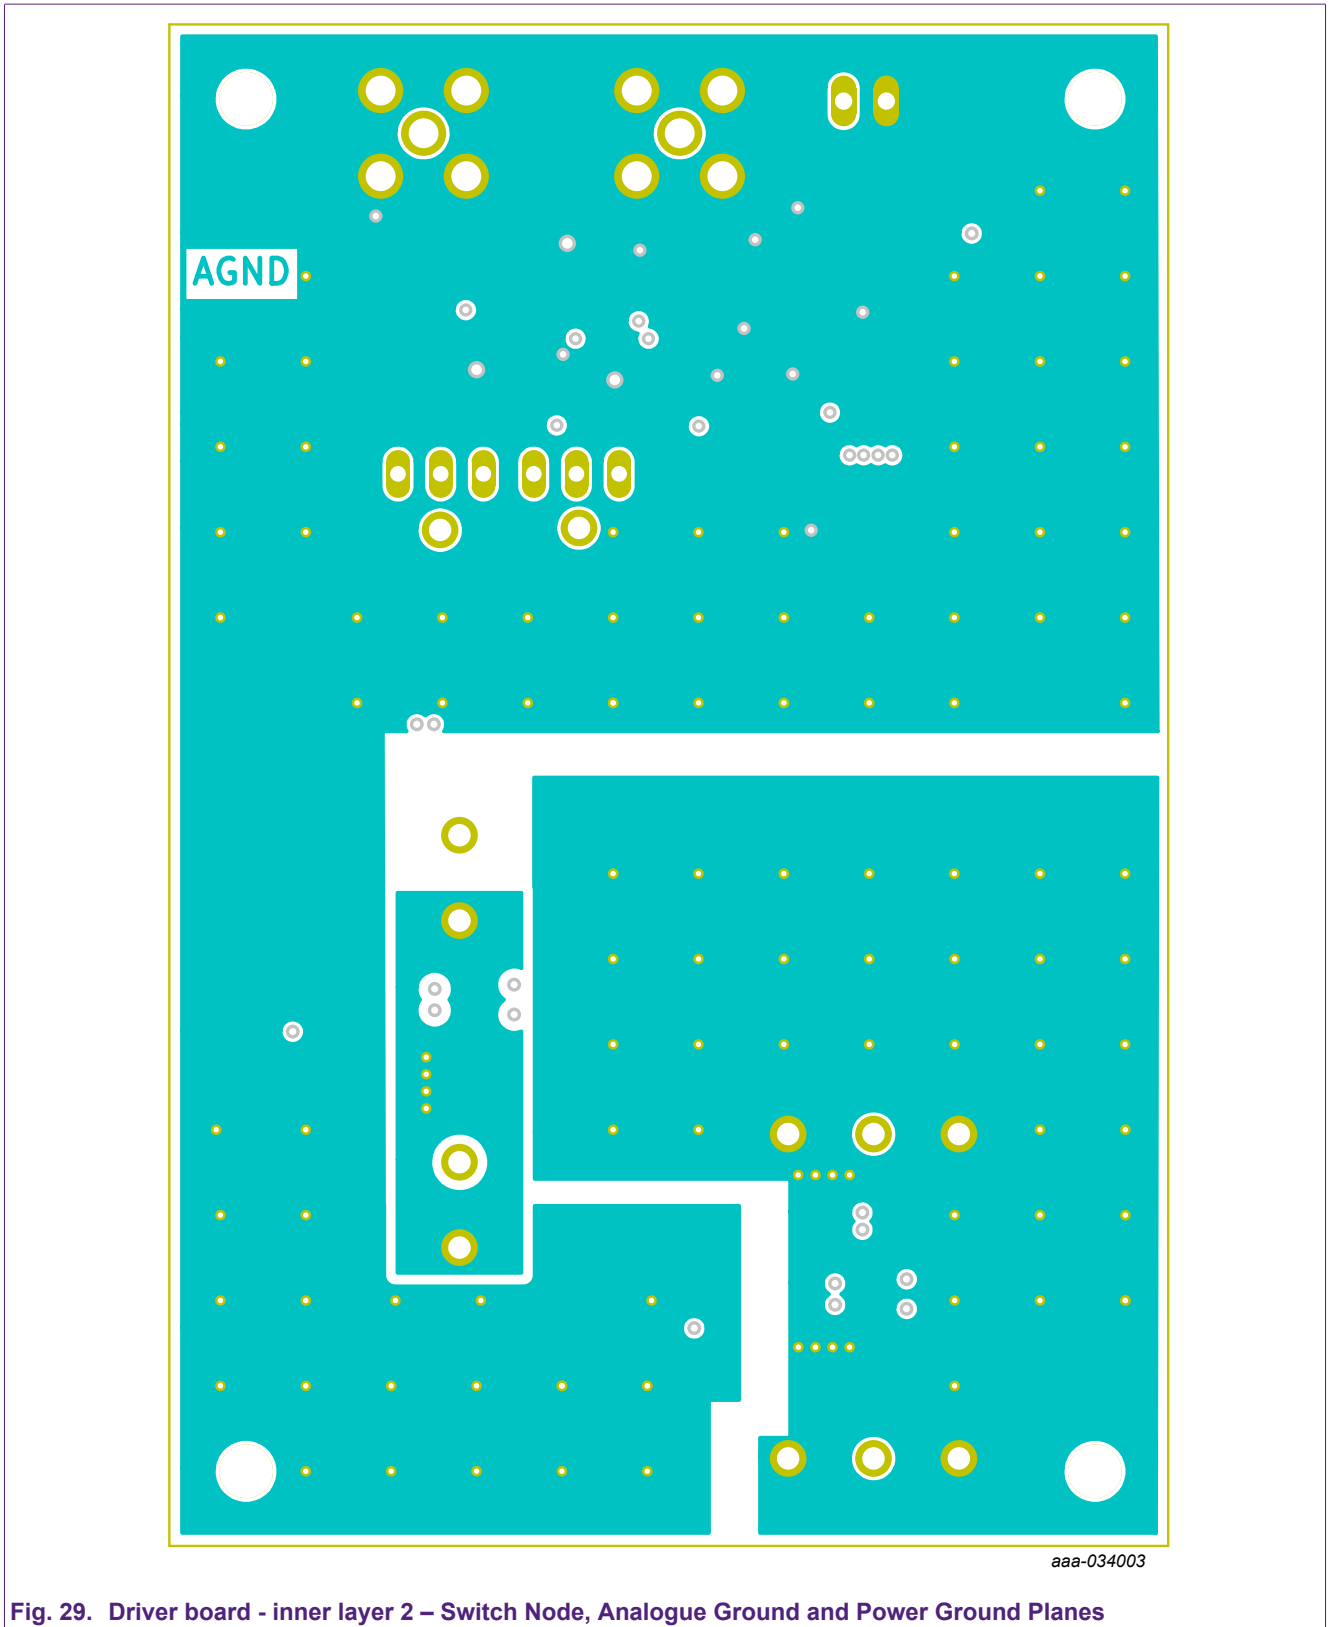 AGND
aaa-034003
Fig. 29. Driver board - inner layer 2 – Switch Node, Analogue Ground and Power Ground Planes